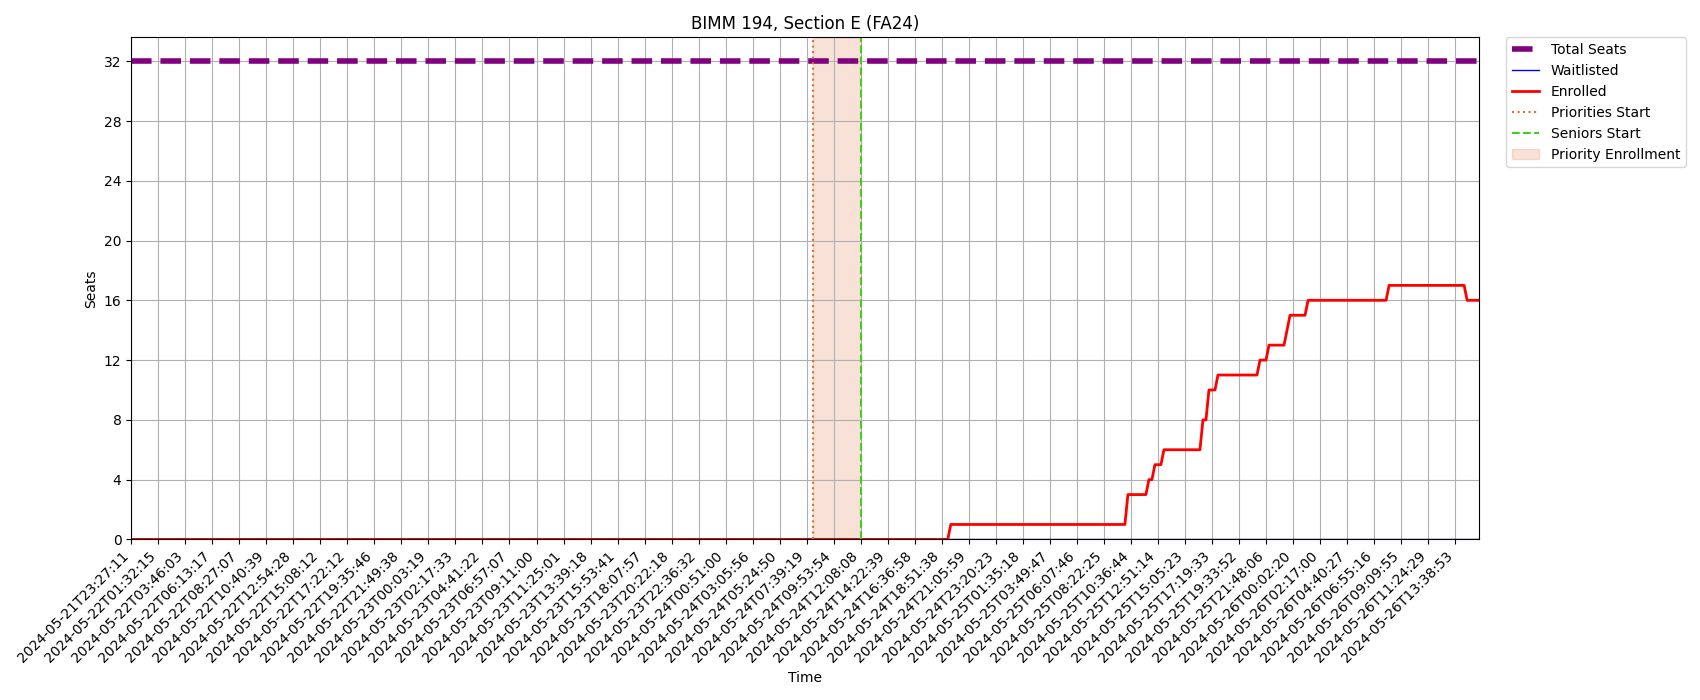 BIMM 194, Section E (FA24)
Total Seats
Waitlisted
Enrolled
Priorities Start
Seniors Start
Priority Enrollment
Seats
32
28
24
20
16
12
8
4
0
2024-05-21T23:27:11
2024-05-22T01:32:15
2024-05-22T03:46:03
2024-05-22T06:13:17
2024-05-22T08:27:07
2024-05-22T10:40:39
2024-05-22T12:54:28
2024-05-22T15:08:12
2024-05-22T17:22:12
2024-05-22T19:35:46
2024-05-22T21:49:38
2024-05-23T00:03:19
2024-05-23T02:17:33
2024-05-23T04:41:22
2024-05-23T06:57:07
2024-05-23T09:11:00
2024-05-23T11:25:01
2024-05-23T13:39:18
2024-05-23T15:53:41
2024-05-23T18:07:57
2024-05-23T20:22:18
2024-05-23T22:36:32
2024-05-24T00:51:00
2024-05-24T03:05:56
2024-05-24T05:24:50
2024-05-24T07:39:19
2024-05-24T09:53:54
2024-05-24T12:08:08
2024-05-24T14:22:39
2024-05-24T16:36:58
2024-05-24T18:51:38
2024-05-24T21:05:59
2024-05-24T23:20:23
2024-05-25T01:35:18
2024-05-25T03:49:47
2024-05-25T06:07:46
2024-05-25T08:22:25
2024-05-25T10:36:44
2024-05-25T12:51:14
2024-05-25T15:05:23
2024-05-25T17:19:33
2024-05-25T19:33:52
2024-05-25T21:48:06
2024-05-26T00:02:20
2024-05-26T02:17:00
2024-05-26T04:40:27
2024-05-26T06:55:16
2024-05-26T09:09:55
2024-05-26T11:24:29
2024-05-26T13:38:53
Time